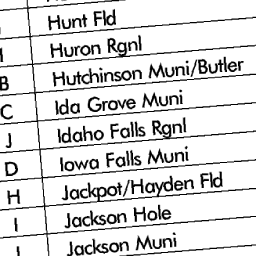 Hunt Fld
Huron Rgnl
B Hutchinson Muni/Butler
C Ida Grove Muni
J Idaho Falls Rgnl
D Iowa Falls Muni
H Jackpot/Hayden Fld
I Jackson Hole
Jackson Muni